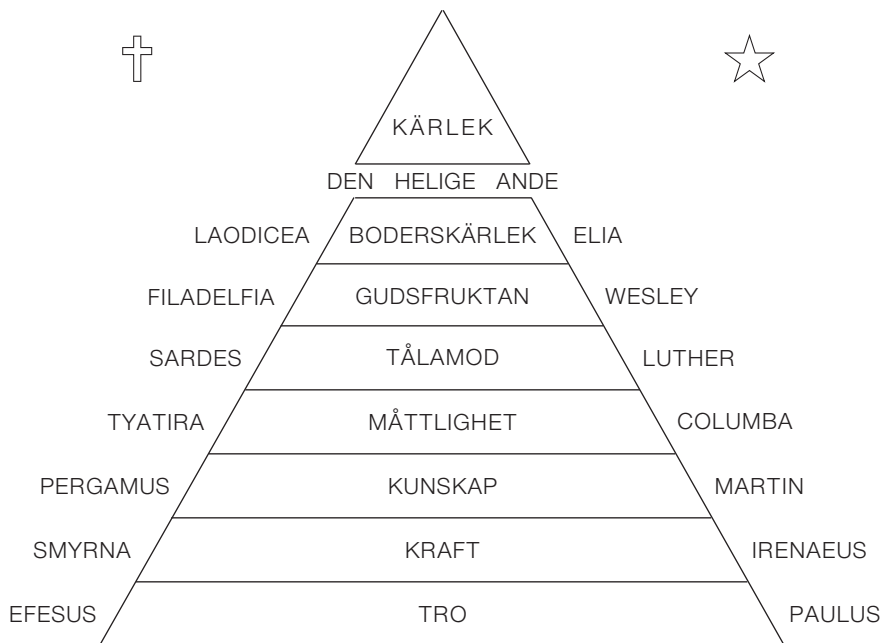 KÄRLEK
DEN HELIGE ANDE
LAODICEA BODERSKÄRLEK ELIA
FILADELFIA GUDSFRUKTAN WESLEY
SARDES TÅLAMOD LUTHER
TYATIRA MÅTTLIGHET COLUMBA
PERGAMUS KUNSKAP MARTIN
SMYRNA KRAFT IRENAEUS
EFESUS TRO PAULUS